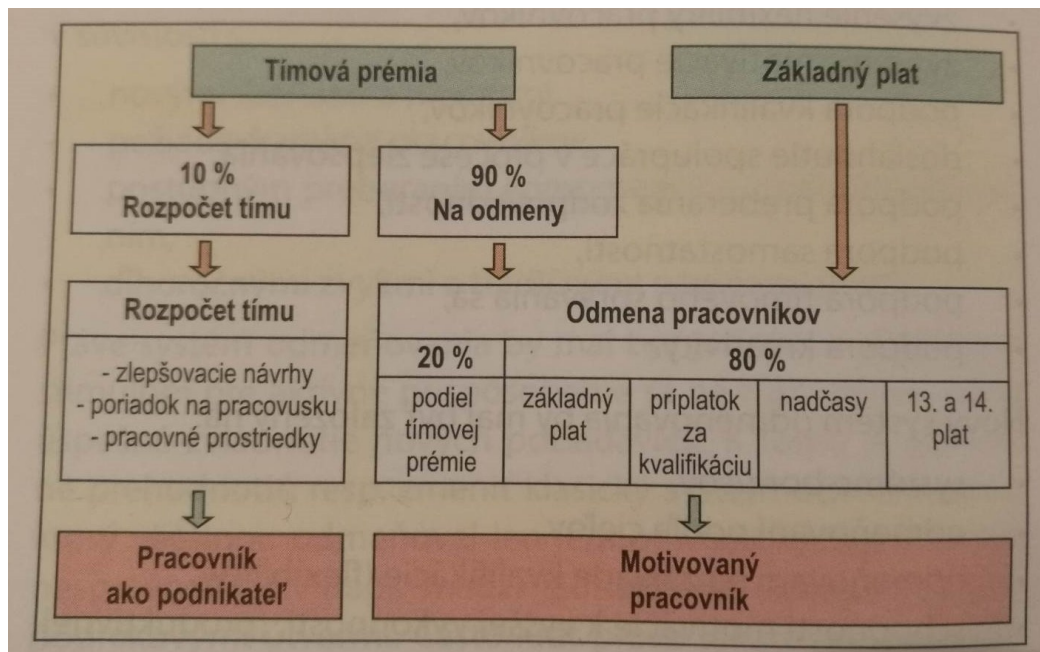 Tímová prémia
Základný plat
10 %
Rozpočet tímu
90 %
Na odmeny
Rozpočet tímu
- zlepšovacie návrhy
- poriadok na pracovusku
- pracovné prostriedky
Odmena pracovníkov
20 %
80 %
podiel
tímovej
prémie
základný
plat
príplatok
za
kvalifikáciu
nadčasy
13. a 14.
plat
Pracovník
ako podnikateľ
Motivovaný
pracovník